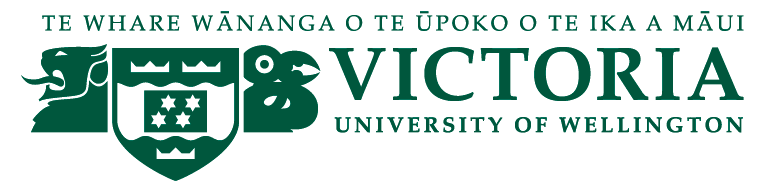 TE WHARE WĀNANGA O TE ŪPOKO O TE IKA A MĀUI
VICTORIA
UNIVERSITY OF WELLINGTON